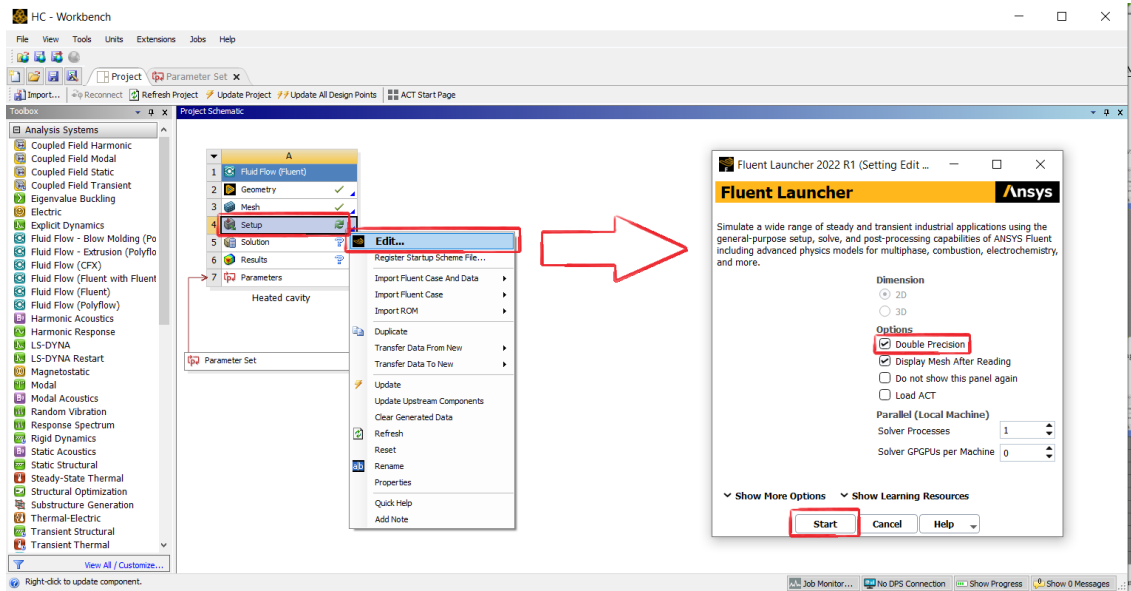 HC - Workbench
File View Tools Units Extensions Jobs Help
Project Parameter Set
Import... Reconnect Refresh Project Update Project Update All Design Points ACT Start Page
Toolbox
Project Schematic
Analysis Systems
Coupled Field Harmonic
Coupled Field Modal
Coupled Field Static
Coupled Field Transient
Eigenvalue Buckling
Electric
Explicit Dynamics
Fluid Flow - Blow Molding (Po
Fluid Flow - Extrusion (Polyflo
Fluid Flow (CFX)
Fluid Flow (Fluent with Fluent
Fluid Flow (Fluent)
Fluid Flow (Polyflow)
Harmonic Acoustics
Harmonic Response
LS-DYNA
LS-DYNA Restart
Magnetostatic
Modal
Modal Acoustics
Random Vibration
Response Spectrum
Rigid Dynamics
Static Acoustics
Static Structural
Steady-State Thermal
Structural Optimization
Substructure Generation
Thermal-Electric
Transient Structural
Transient Thermal
View All / Customize...
A
1 Fluid Flow (Fluent)
2 Geometry
3 Mesh
4 Setup
5 Solution
6 Results
7 Parameters
Heated cavity
Parameter Set
Edit...
Register Startup Scheme File...
Import Fluent Case And Data
Import Fluent Case
Import ROM
Duplicate
Transfer Data From New
Transfer Data To New
Update
Update Upstream Components
Clear Generated Data
Refresh
Reset
Rename
Properties
Quick Help
Add Note
Fluent Launcher 2022 R1 (Setting Edit ...
Fluent Launcher
Ansys
Simulate a wide range of steady and transient industrial applications using the
general-purpose setup, solve, and post-processing capabilities of ANSYS Fluent
including advanced physics models for multiphase, combustion, electrochemistry,
and more.
Dimension
2D
3D
Options
Double Precision
Display Mesh After Reading
Do not show this panel again
Load ACT
Parallel (Local Machine)
Solver Processes 1
Solver GPGPUs per Machine 0
Show More Options Show Learning Resources
Start Cancel Help
Right-click to update component.
Job Monitor... No DPS Connection Show Progress Show 0 Messages